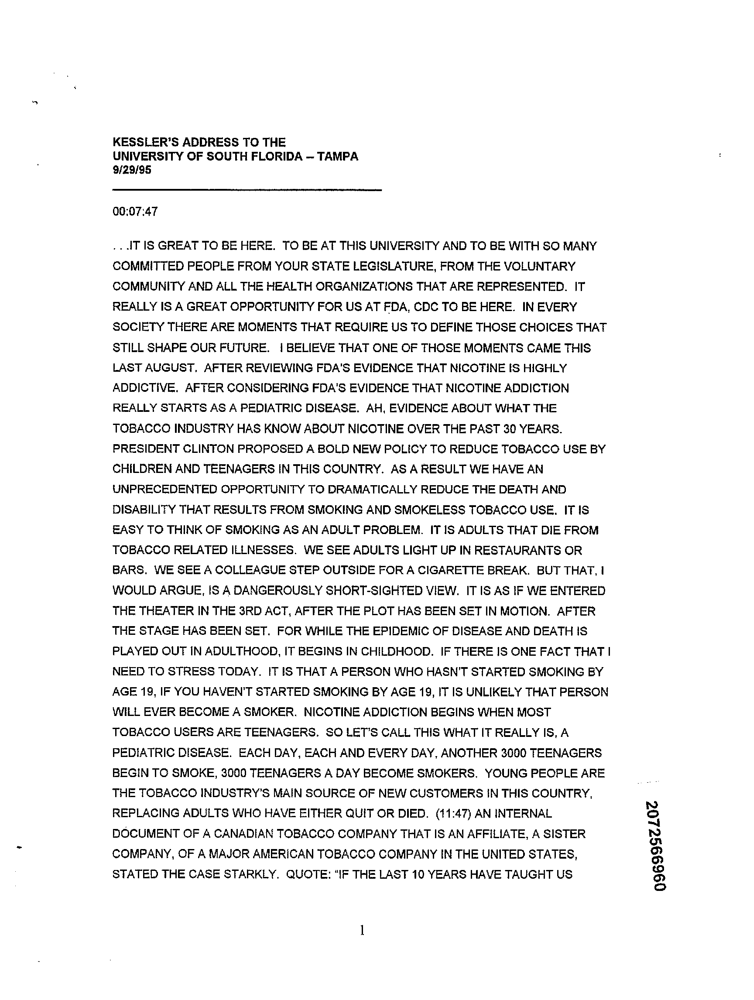 KESSLER'S ADDRESS TO THE
UNIVERSITY OF SOUTH FLORIDA – TAMPA
9/29/95
00:07:47
. . .IT IS GREAT TO BE HERE. TO BE AT THIS UNIVERSITY AND TO BE WITH SO MANY
COMMITTED PEOPLE FROM YOUR STATE LEGISLATURE, FROM THE VOLUNTARY
COMMUNITY AND ALL THE HEALTH ORGANIZATIONS THAT ARE REPRESENTED. IT
REALLY IS A GREAT OPPORTUNITY FOR US AT FDA, CDC TO BE HERE. IN EVERY
SOCIETY THERE ARE MOMENTS THAT REQUIRE US TO DEFINE THOSE CHOICES THAT
STILL SHAPE OUR FUTURE. I BELIEVE THAT ONE OF THOSE MOMENTS CAME THIS
LAST AUGUST. AFTER REVIEWING FDA'S EVIDENCE THAT NICOTINE IS HIGHLY
ADDICTIVE. AFTER CONSIDERING FDA'S EVIDENCE THAT NICOTINE ADDICTION
REALLY STARTS AS A PEDIATRIC DISEASE. AH, EVIDENCE ABOUT WHAT THE
TOBACCO INDUSTRY HAS KNOW ABOUT NICOTINE OVER THE PAST 30 YEARS.
PRESIDENT CLINTON PROPOSED A BOLD NEW POLICY TO REDUCE TOBACCO USE BY
CHILDREN AND TEENAGERS IN THIS COUNTRY. AS A RESULT WE HAVE AN
UNPRECEDENTED OPPORTUNITY TO DRAMATICALLY REDUCE THE DEATH AND
DISABILITY THAT RESULTS FROM SMOKING AND SMOKELESS TOBACCO USE. IT IS
EASY TO THINK OF SMOKING AS AN ADULT PROBLEM. IT IS ADULTS THAT DIE FROM
TOBACCO RELATED ILLNESSES. WE SEE ADULTS LIGHT UP IN RESTAURANTS OR
BARS. WE SEE A COLLEAGUE STEP OUTSIDE FOR A CIGARETTE BREAK. BUT THAT, I
WOULD ARGUE, IS A DANGEROUSLY SHORT-SIGHTED VIEW. IT IS AS IF WE ENTERED
THE THEATER IN THE 3RD ACT, AFTER THE PLOT HAS BEEN SET IN MOTION. AFTER
THE STAGE HAS BEEN SET. FOR WHILE THE EPIDEMIC OF DISEASE AND DEATH IS
PLAYED OUT IN ADULTHOOD, IT BEGINS IN CHILDHOOD. IF THERE IS ONE FACT THAT I
NEED TO STRESS TODAY. IT IS THAT A PERSON WHO HASN'T STARTED SMOKING BY
AGE 19, IF YOU HAVEN'T STARTED SMOKING BY AGE 19, IT IS UNLIKELY THAT PERSON
WILL EVER BECOME A SMOKER. NICOTINE ADDICTION BEGINS WHEN MOST
TOBACCO USERS ARE TEENAGERS. SO LET'S CALL THIS WHAT IT REALLY IS, A
PEDIATRIC DISEASE. EACH DAY, EACH AND EVERY DAY, ANOTHER 3000 TEENAGERS
BEGIN TO SMOKE, 3000 TEENAGERS A DAY BECOME SMOKERS. YOUNG PEOPLE ARE
THE TOBACCO INDUSTRY'S MAIN SOURCE OF NEW CUSTOMERS IN THIS COUNTRY,
REPLACING ADULTS WHO HAVE EITHER QUIT OR DIED. (11:47) AN INTERNAL
DOCUMENT OF A CANADIAN TOBACCO COMPANY THAT IS AN AFFILIATE, A SISTER
COMPANY, OF A MAJOR AMERICAN TOBACCO COMPANY IN THE UNITED STATES,
STATED THE CASE STARKLY. QUOTE: "IF THE LAST 10 YEARS HAVE TAUGHT US
2072566960
1